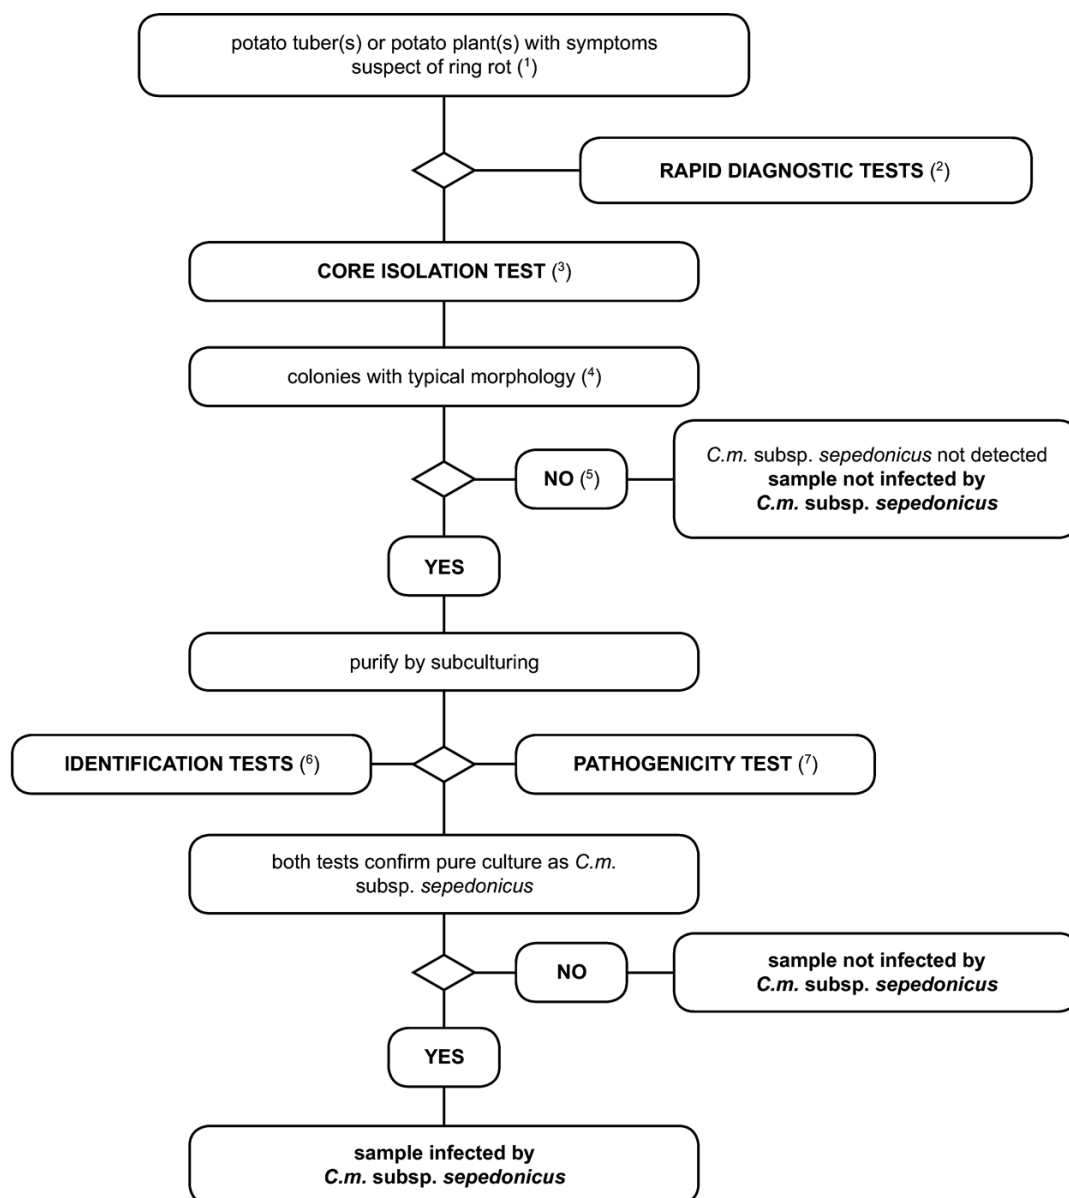 potato tuber(s) or potato plant(s) with symptoms
suspect of ring rot (¹)
RAPID DIAGNOSTIC TESTS (²)
CORE ISOLATION TEST (³)
colonies with typical morphology (⁴)
NO (⁵)
C.m. subsp. sepedonicus not detected
sample not infected by
C.m. subsp. sepedonicus
YES
purify by subculturing
IDENTIFICATION TESTS (⁶)
PATHOGENICITY TEST (⁷)
both tests confirm pure culture as C.m.
subsp. sepedonicus
NO
sample not infected by
C.m. subsp. sepedonicus
YES
sample infected by
C.m. subsp. sepedonicus